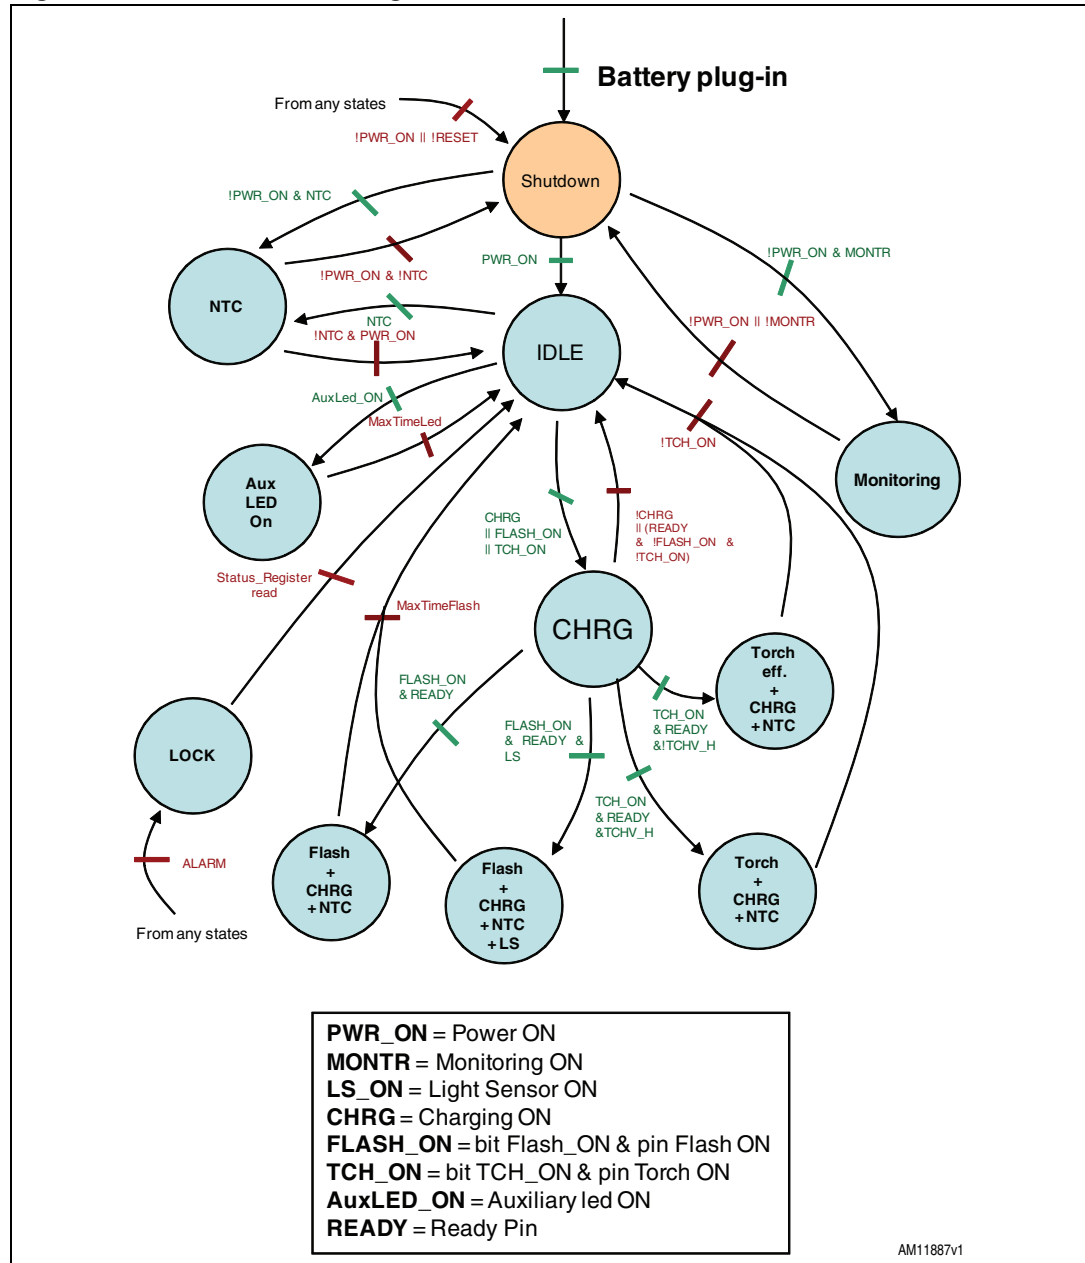 Battery plug-in
From any states
!PWR_ON || !RESET
Shutdown
!PWR_ON & NTC
!PWR_ON & MONTR
PWR_ON
!PWR_ON & !NTC
NTC
NTC
!NTC & PWR_ON
!PWR_ON || !MONTR
IDLE
AuxLed_ON
MaxTimeLed
!TCH_ON
Aux
LED
On
Monitoring
CHRG
|| FLASH_ON
|| TCH_ON
!CHRG
|| (READY
& !FLASH_ON &
!TCH_ON)
Status_Register
read
MaxTimeFlash
CHRG
Torch
eff.
+
CHRG
+NTC
FLASH_ON
& READY
FLASH_ON
& READY &
LS
TCH_ON
& READY
&!TCHV_H
LOCK
TCH_ON
& READY
&TCHV_H
ALARM
Flash
+
CHRG
+NTC
Flash
+
CHRG
+NTC
+LS
Torch
+
CHRG
+NTC
From any states
PWR_ON = Power ON
MONTR = Monitoring ON
LS_ON = Light Sensor ON
CHRG = Charging ON
FLASH_ON = bit Flash_ON & pin Flash ON
TCH_ON = bit TCH_ON & pin Torch ON
AuxLED_ON = Auxiliary led ON
READY = Ready Pin
AM11887v1